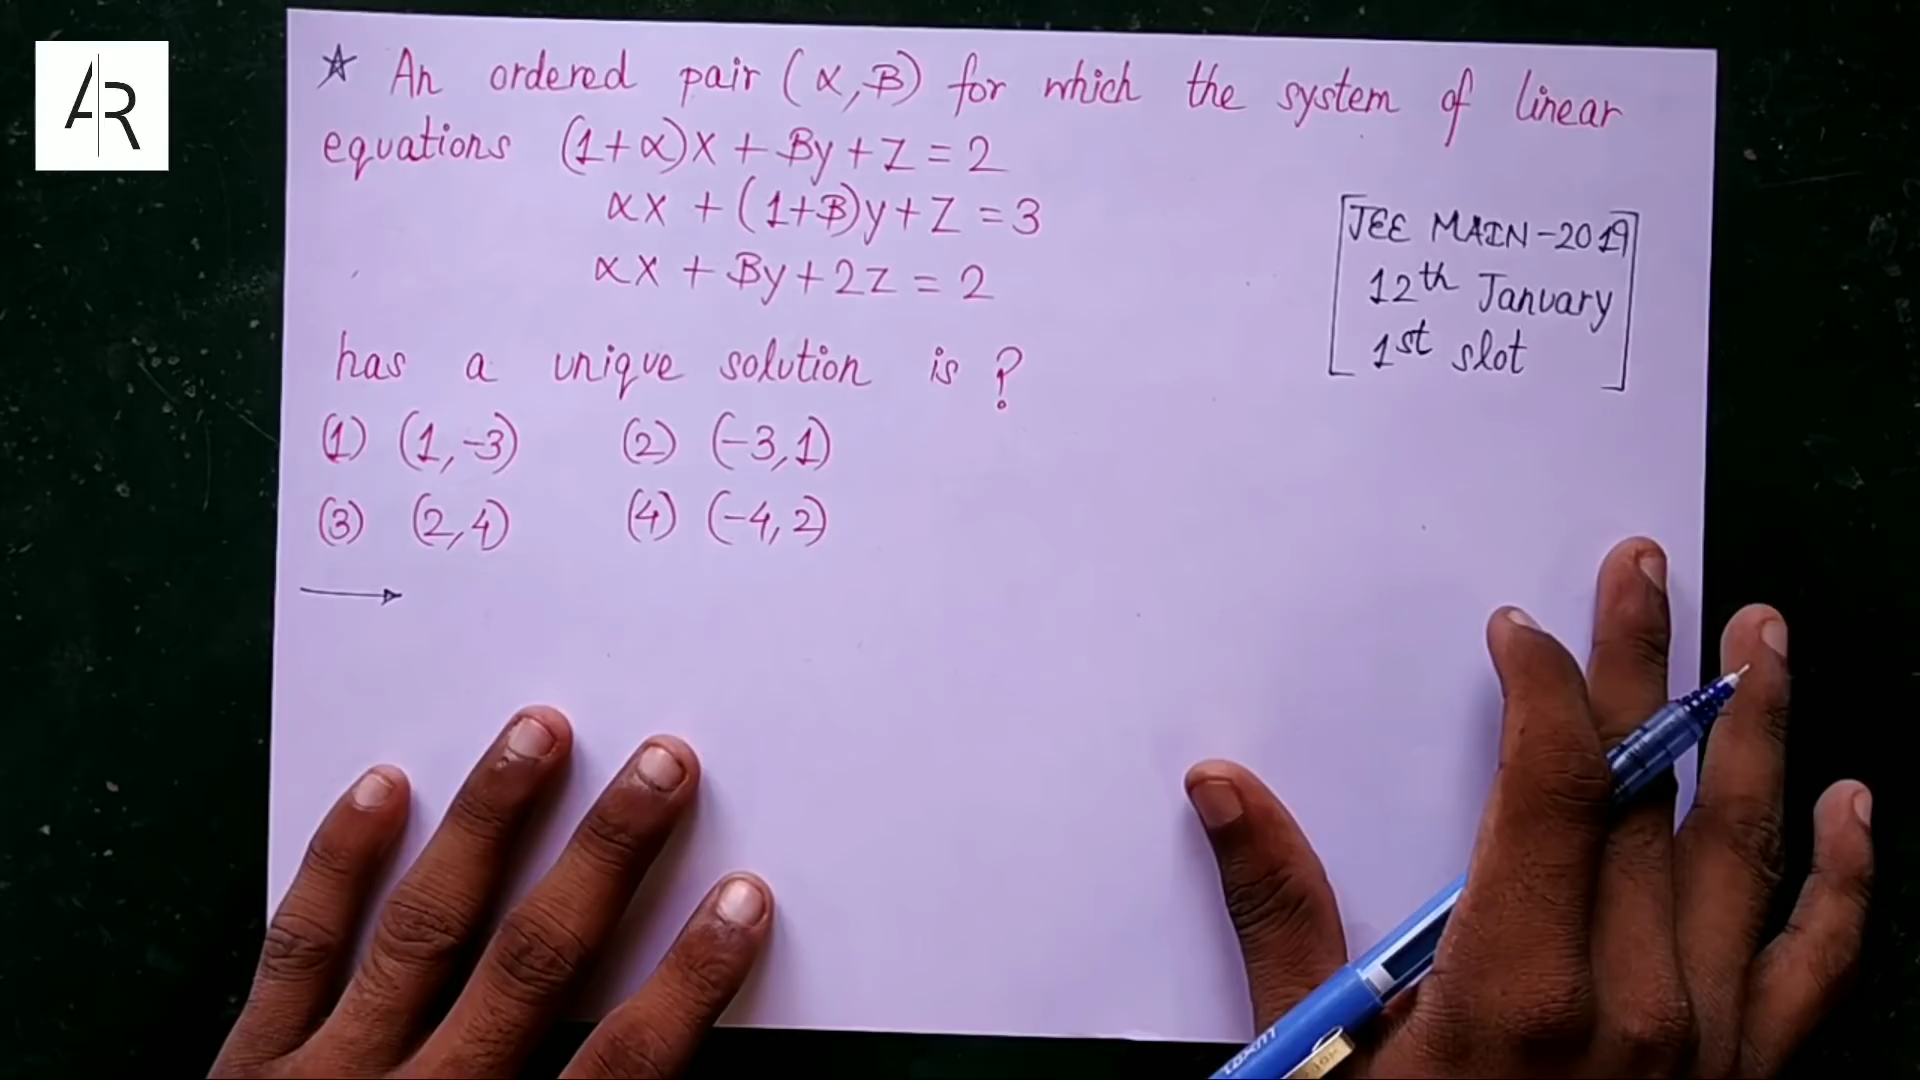 AR
☆ An ordered pair (α, β) for which the system of linear
equations (1+α)x + βy + z = 2
αx + (1+β)y + z = 3
αx + βy + 2z = 2
has a unique solution is ?
(1) (1, -3) (2) (-3, 1)
(3) (2, 4) (4) (-4, 2)
JEE MAIN - 2019
12th January
1st slot
LUXOR